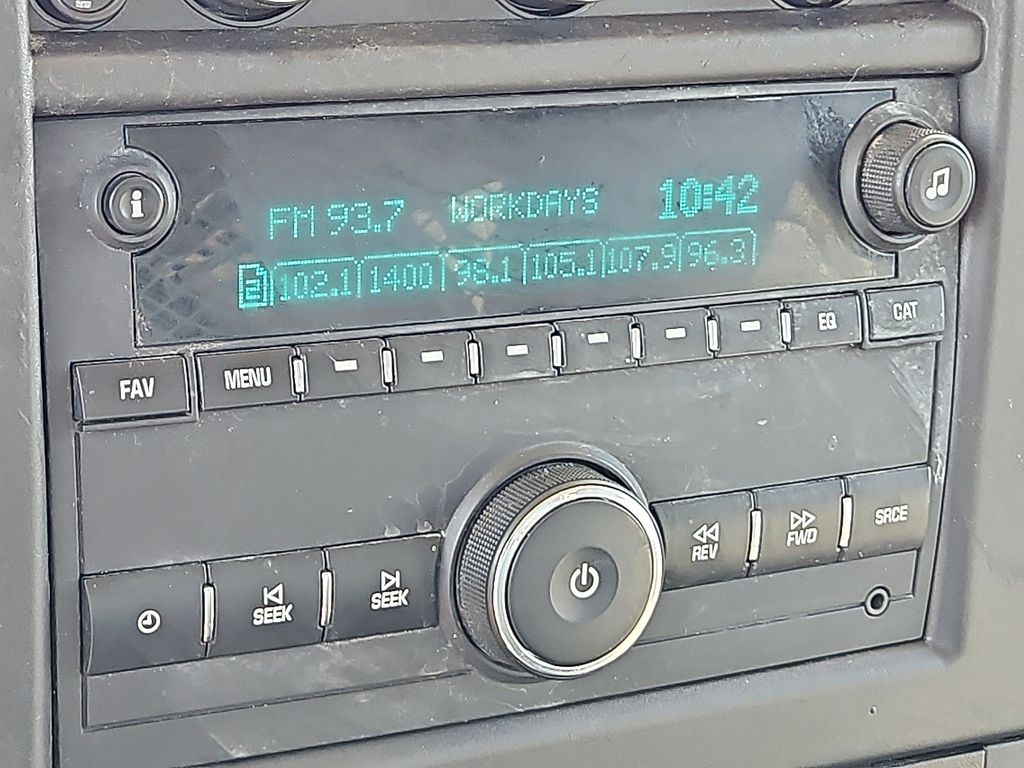 i
FM 93.7 WORKDAYS 10:42
2 102.1 1400 98.1 105.1 107.9 96.3
FAV MENU EQ CAT
SEEK SEEK REV FWD SRCE